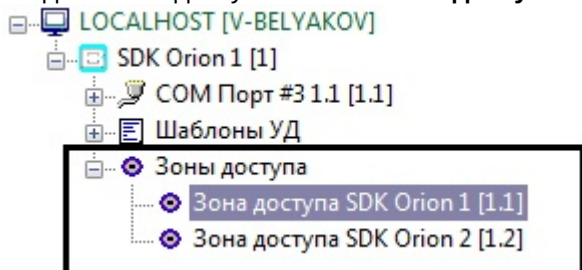 LOCALHOST [V-BELYAKOV]
SDK Orion 1 [1]
COM Порт #3 1.1 [1.1]
Шаблоны УД
Зоны доступа
Зона доступа SDK Orion 1 [1.1]
Зона доступа SDK Orion 2 [1.2]